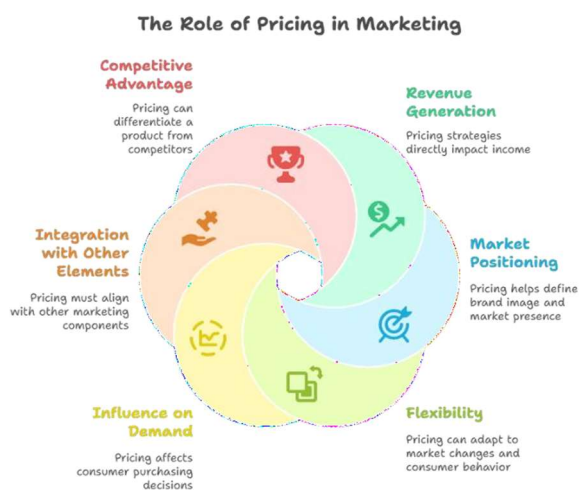 The Role of Pricing in Marketing
Competitive
Advantage
Pricing can
differentiate a
product from
competitors
Revenue
Generation
Pricing strategies
directly impact income
Integration
with Other
Elements
Pricing must align
with other marketing
components
Market
Positioning
Pricing helps define
brand image and
market presence
Influence on
Demand
Pricing affects
consumer purchasing
decisions
Flexibility
Pricing can adapt to
market changes and
consumer behavior